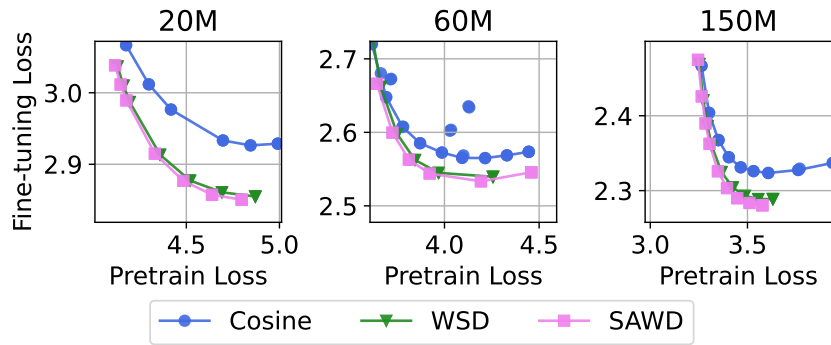 20M
60M
150M
Fine-tuning Loss
3.0
2.9
4.5
5.0
Pretrain Loss
2.7
2.6
2.5
4.0
4.5
Pretrain Loss
2.4
2.3
3.0
3.5
Pretrain Loss
Cosine
WSD
SAWD